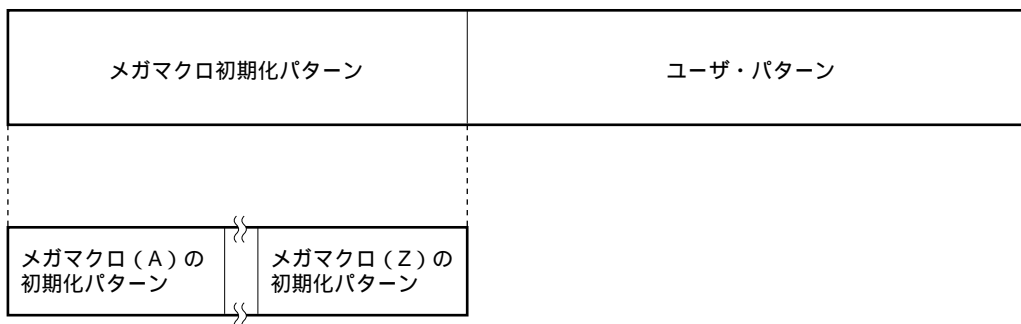 メガマクロ初期化パターン
ユーザ・パターン
メガマクロ（A）の
初期化パターン
メガマクロ（Z）の
初期化パターン